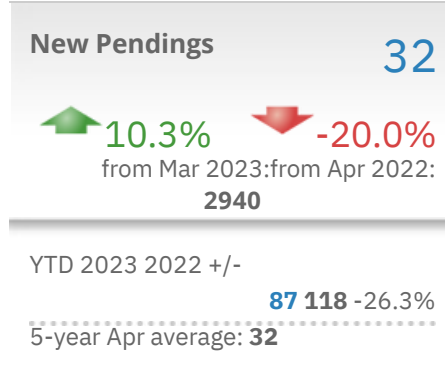 New Pendings
32
10.3% -20.0%
from Mar 2023:from Apr 2022:
2940
YTD 2023 2022 +/-
87 118 -26.3%
5-year Apr average: 32